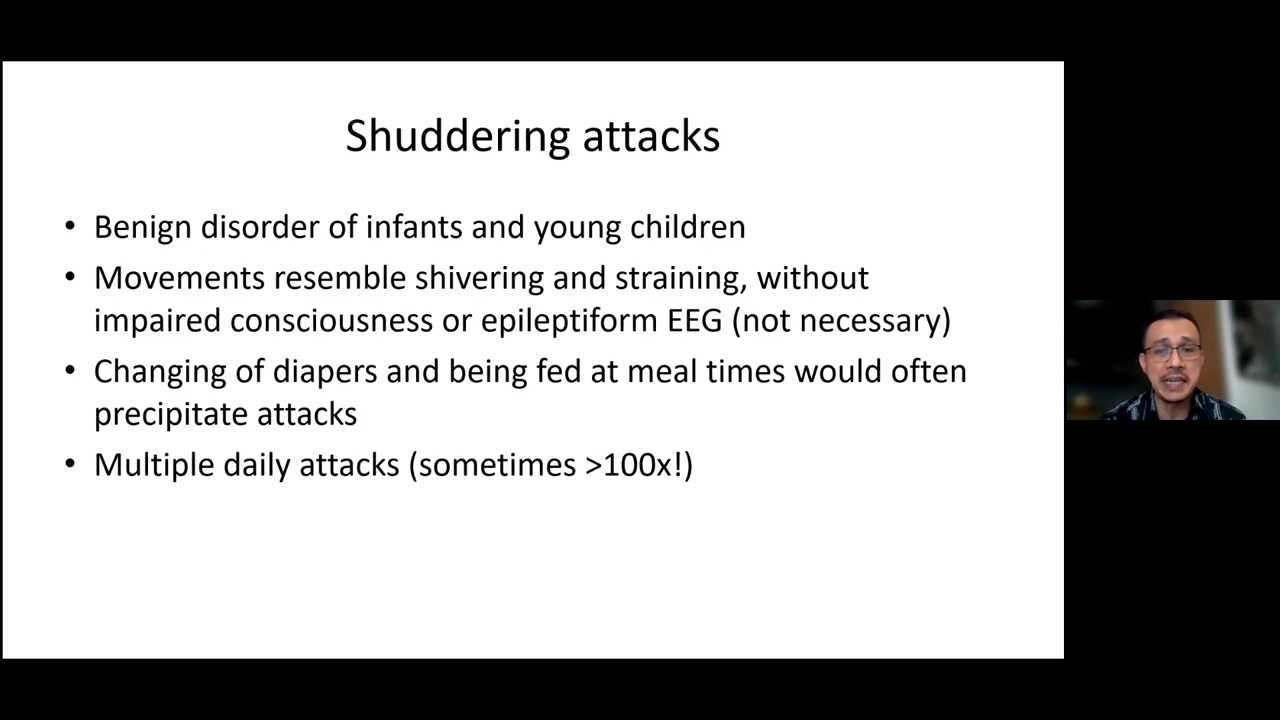 Shuddering attacks
• Benign disorder of infants and young children
• Movements resemble shivering and straining, without
impaired consciousness or epileptiform EEG (not necessary)
• Changing of diapers and being fed at meal times would often
precipitate attacks
• Multiple daily attacks (sometimes >100x!)